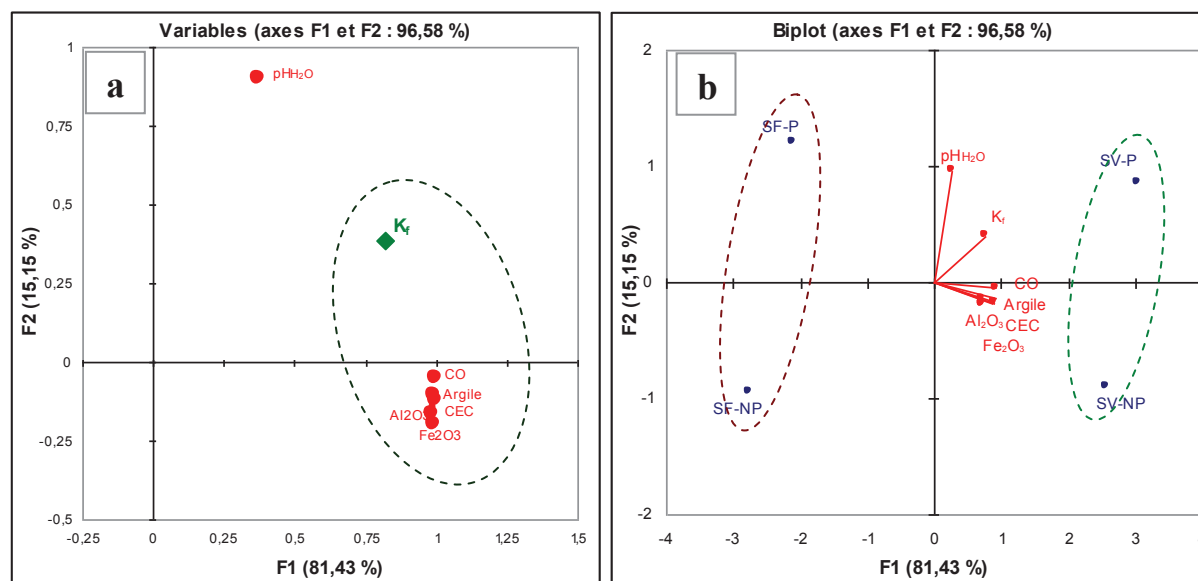 Variables (axes F1 et F2 : 96,58 %)
a
F2 (15,15 %)
1
0,75
0,5
0,25
0
-0,25
-0,5
pHH₂O
Kf
CO
Argile
CEC
Al2O3
Fe2O3
-0,25 0 0,25 0,5 0,75 1 1,25 1,5
F1 (81,43 %)
Biplot (axes F1 et F2 : 96,58 %)
b
F2 (15,15 %)
2
1
0
-1
-2
SF-P
pHH₂O
SV-P
Kf
CO
Argile
Al₂O₃ CEC
Fe₂O₃
SF-NP
SV-NP
-4 -3 -2 -1 0 1 2 3
F1 (81,43 %)